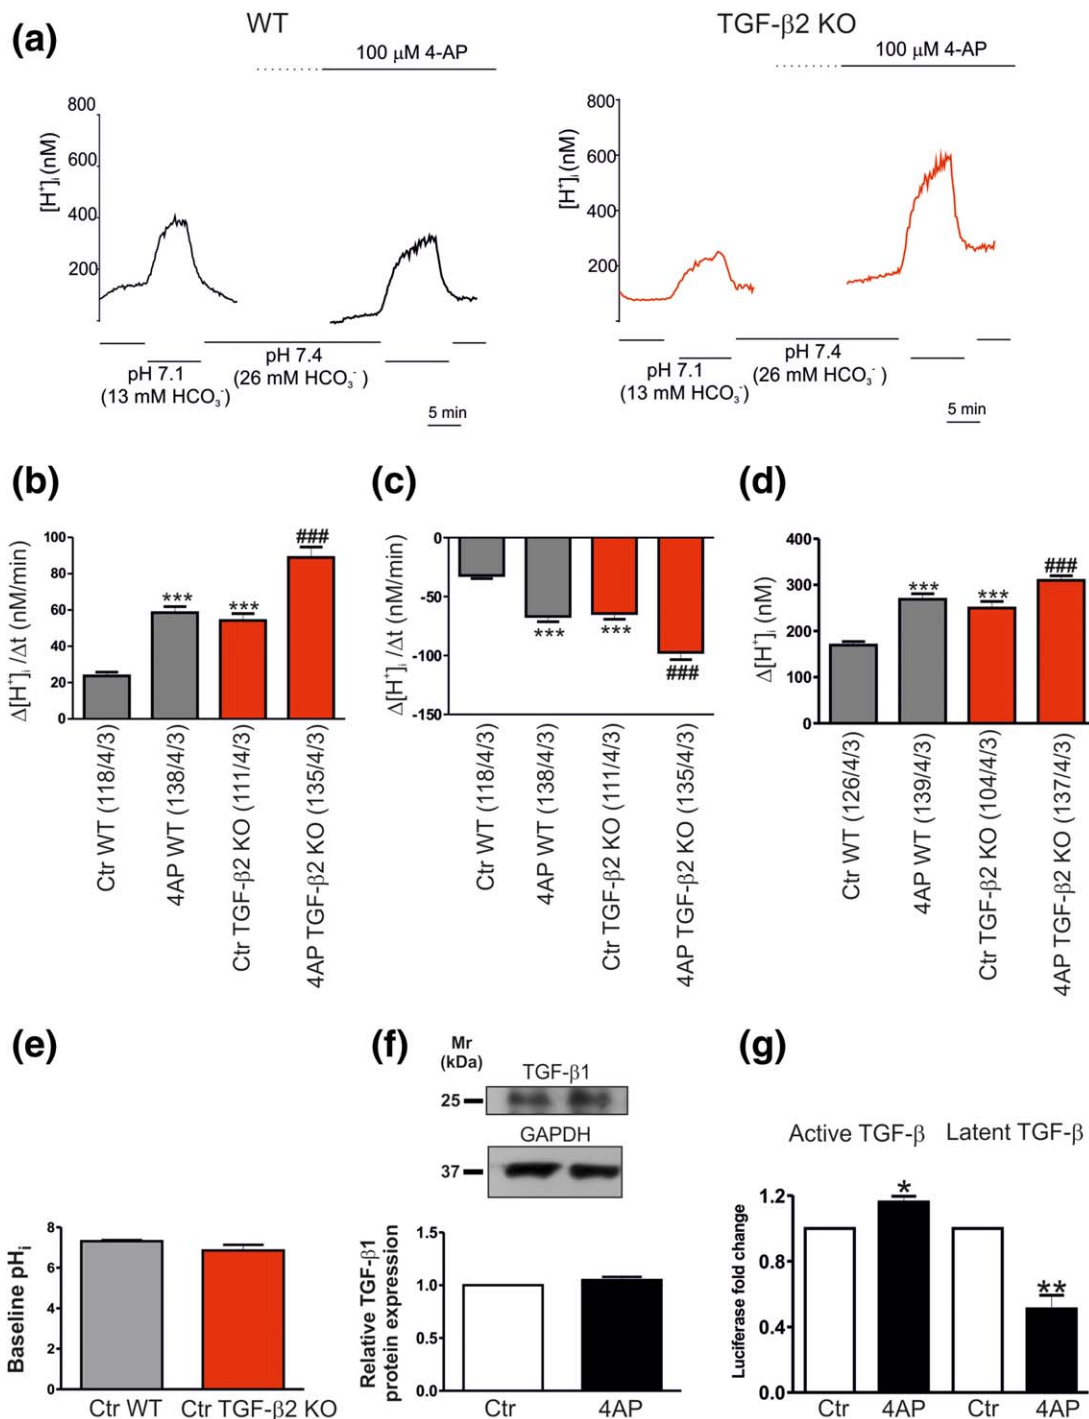 (a)
WT
TGF-β2 KO
100 μM 4-AP
100 μM 4-AP
[H⁺]ᵢ (nM)
800
600
400
200
[H⁺]ᵢ (nM)
800
600
400
200
pH 7.1
(13 mM HCO₃⁻)
pH 7.4
(26 mM HCO₃⁻)
5 min
pH 7.1
(13 mM HCO₃⁻)
pH 7.4
(26 mM HCO₃⁻)
5 min
(b)
Δ[H⁺]ᵢ /Δt (nM/min)
100
80
60
40
20
0
***
***
###
Ctr WT (118/4/3)
4AP WT (138/4/3)
Ctr TGF-β2 KO (111/4/3)
4AP TGF-β2 KO (135/4/3)
(c)
Δ[H⁺]ᵢ /Δt (nM/min)
0
-50
-100
-150
***
***
###
Ctr WT (118/4/3)
4AP WT (138/4/3)
Ctr TGF-β2 KO (111/4/3)
4AP TGF-β2 KO (135/4/3)
(d)
Δ[H⁺]ᵢ (nM)
400
300
200
100
0
***
***
###
Ctr WT (126/4/3)
4AP WT (139/4/3)
Ctr TGF-β2 KO (104/4/3)
4AP TGF-β2 KO (137/4/3)
(e)
Baseline pHᵢ
8
6
4
2
0
Ctr WT
Ctr TGF-β2 KO
(f)
Mr
(kDa)
TGF-β1
25
GAPDH
37
Relative TGF-β1
protein expression
1.5
1.0
0.5
0.0
Ctr
4AP
(g)
Active TGF-β
Latent TGF-β
Luciferase fold change
1.2
0.8
0.4
0.0
*
**
Ctr
4AP
Ctr
4AP